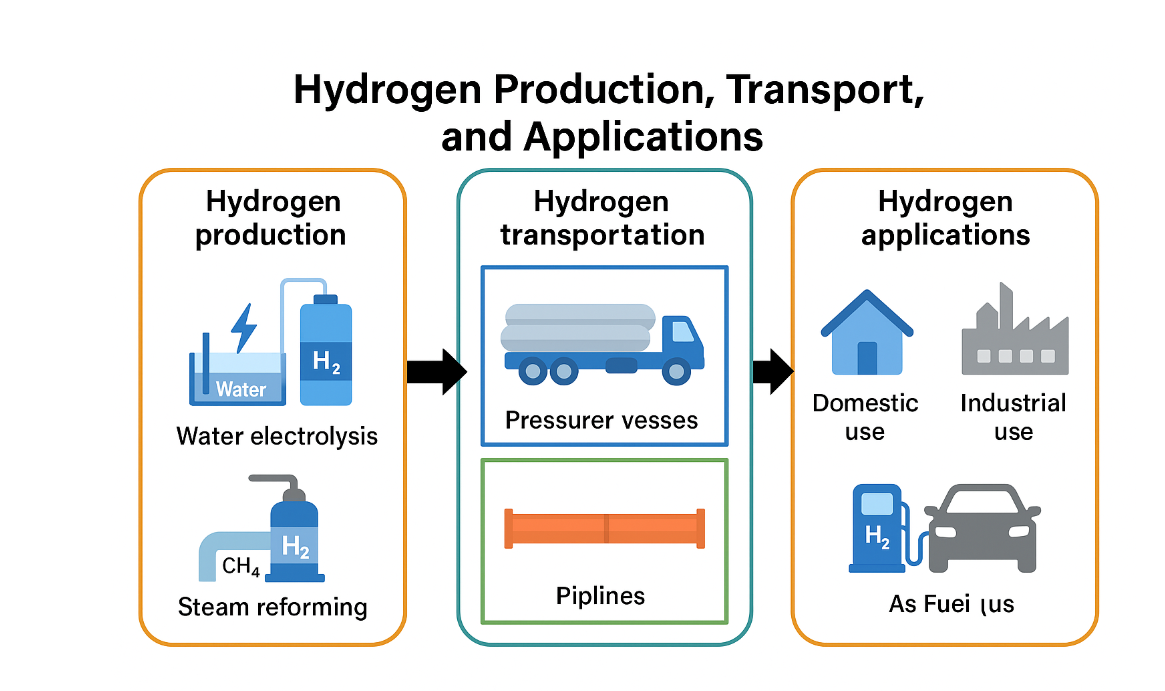 Hydrogen Production, Transport,
and Applications
Hydrogen
production
Water
H₂
Water electrolysis
CH₄
H₂
Steam reforming
Hydrogen
transportation
Pressurer vesses
Piplines
Hydrogen
applications
Domestic
use
Industrial
use
H₂
As Fuei